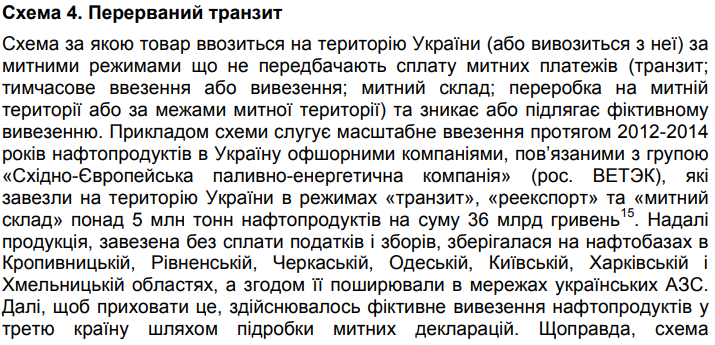 Схема 4. Перерваний транзит
Схема за якою товар ввозиться на територію України (або вивозиться з неї) за
митними режимами що не передбачають сплату митних платежів (транзит;
тимчасове ввезення або вивезення; митний склад; переробка на митній
території або за межами митної території) та зникає або підлягає фіктивному
вивезенню. Прикладом схеми слугує масштабне ввезення протягом 2012-2014
років нафтопродуктів в Україну офшорними компаніями, пов’язаними з групою
«Східно-Європейська паливно-енергетична компанія» (рос. ВЕТЭК), які
завезли на територію України в режимах «транзит», «реекспорт» та «митний
склад» понад 5 млн тонн нафтопродуктів на суму 36 млрд гривень15. Надалі
продукція, завезена без сплати податків і зборів, зберігалася на нафтобазах в
Кропивницькій, Рівненській, Черкаській, Одеській, Київській, Харківській і
Хмельницькій областях, а згодом її поширювали в мережах українських АЗС.
Далі, щоб приховати це, здійснювалось фіктивне вивезення нафтопродуктів у
третю країну шляхом підробки митних декларацій. Щоправда, схема